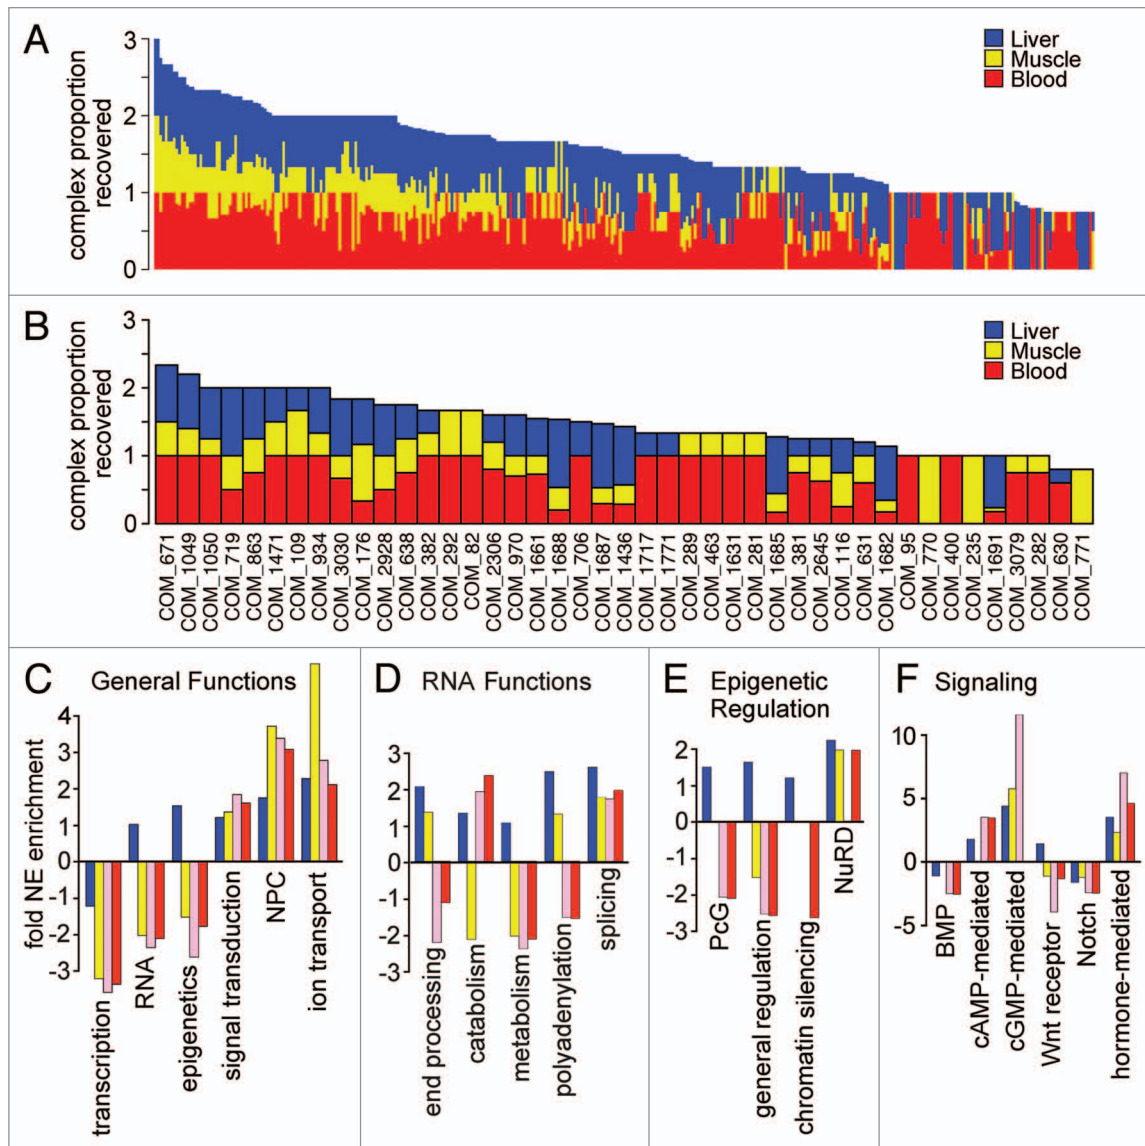 A
complex proportion
recovered
3
2
1
0
Liver
Muscle
Blood
B
complex proportion
recovered
3
2
1
0
Liver
Muscle
Blood
COM_671
COM_1049
COM_1050
COM_719
COM_863
COM_1471
COM_109
COM_934
COM_3030
COM_176
COM_2928
COM_638
COM_382
COM_292
COM_82
COM_2306
COM_970
COM_1661
COM_1688
COM_706
COM_1687
COM_1436
COM_1717
COM_1771
COM_289
COM_463
COM_1631
COM_281
COM_1685
COM_381
COM_2645
COM_116
COM_631
COM_1682
COM_95
COM_770
COM_400
COM_235
COM_1691
COM_3079
COM_282
COM_630
COM_771
C General Functions
fold NE enrichment
4
3
2
1
0
-1
-2
-3
transcription
RNA
epigenetics
signal transduction
NPC
ion transport
D RNA Functions
3
2
1
0
-1
-2
-3
end processing
catabolism
metabolism
polyadenylation
splicing
E Epigenetic
Regulation
2
1
0
-1
-2
-3
PcG
general regulation
chromatin silencing
NuRD
F Signaling
10
5
0
-5
BMP
cAMP-mediated
cGMP-mediated
Wnt receptor
Notch
hormone-mediated